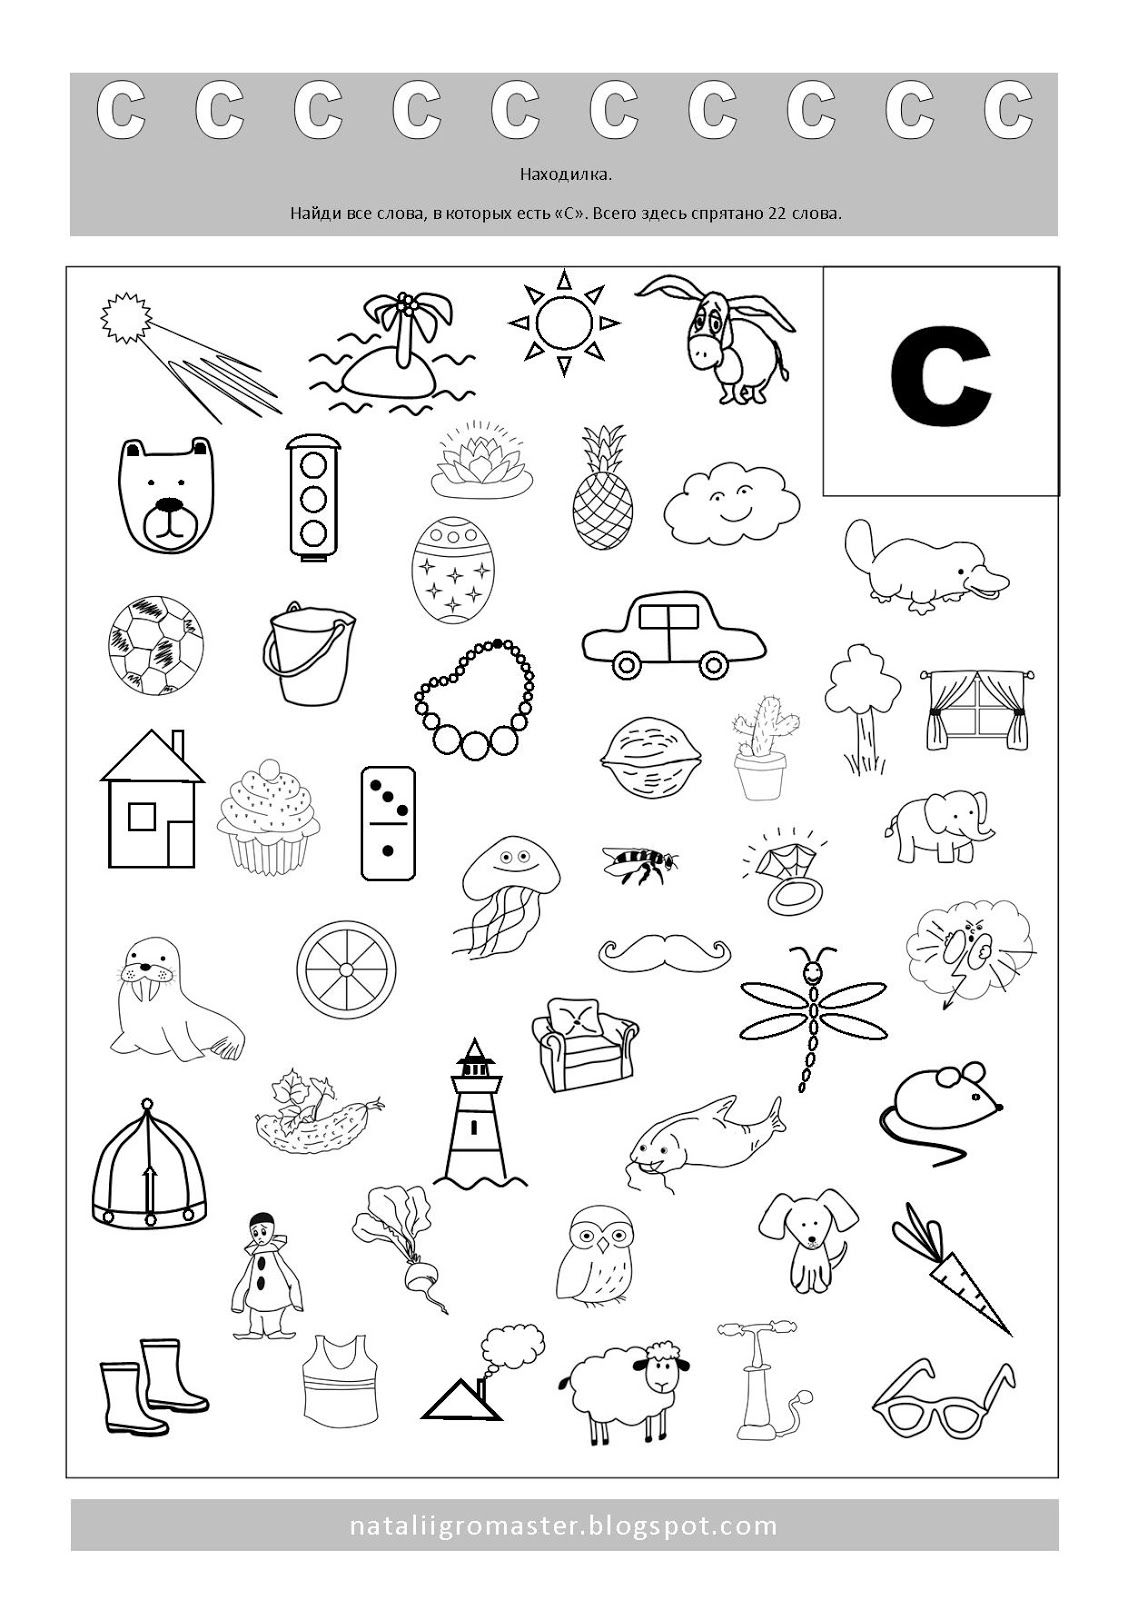 С С С С С С С С С С
Находилка.
Найди все слова, в которых есть «С». Всего здесь спрятано 22 слова.
С
nataliigromaster.blogspot.com